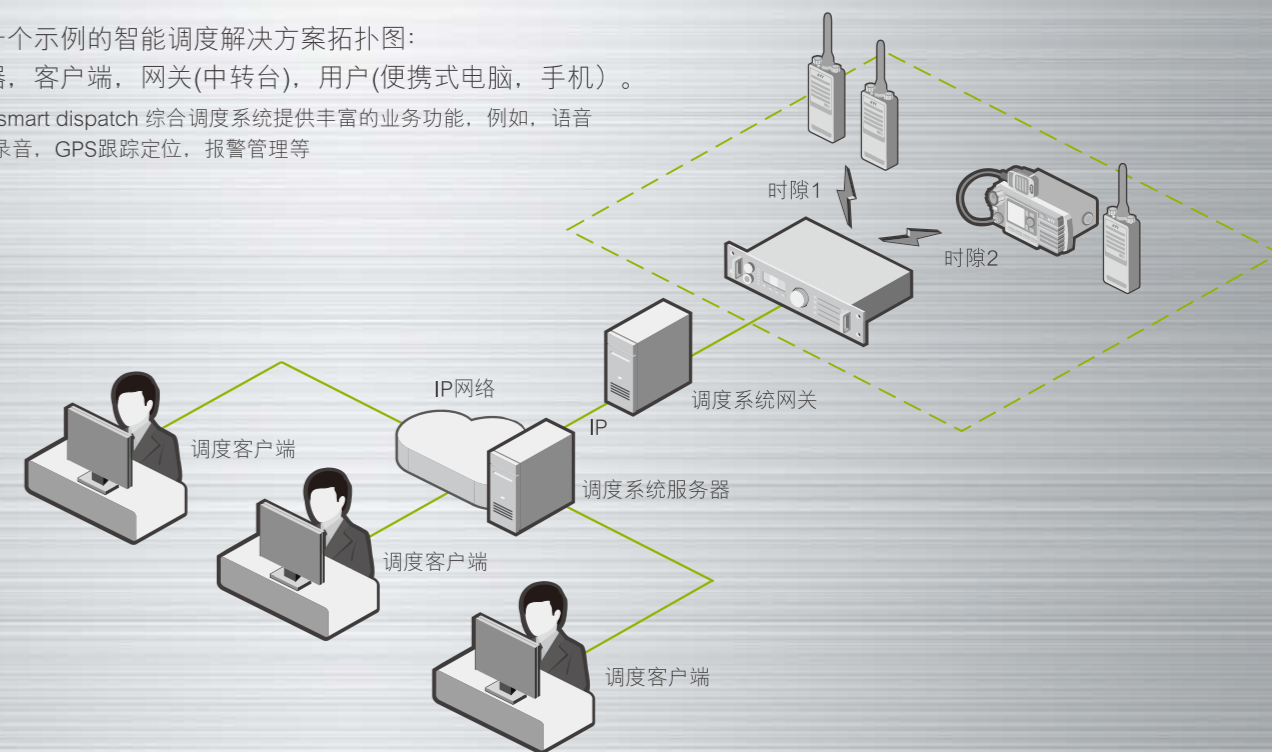 一个示例的智能调度解决方案拓扑图：
器，客户端，网关(中转台)，用户(便携式电脑，手机）。
smart dispatch 综合调度系统提供丰富的业务功能，例如，语音
录音，GPS跟踪定位，报警管理等
时隙1
时隙2
IP网络
调度系统网关
IP
调度客户端
调度系统服务器
调度客户端
调度客户端